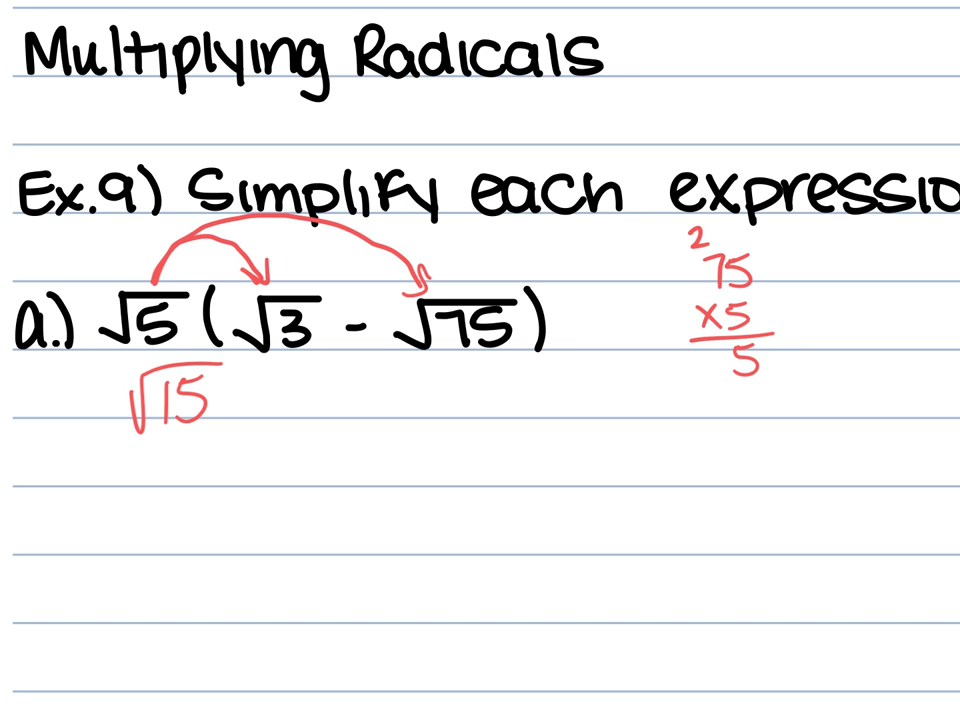 Multiplying Radicals
Ex.9) Simplify each expressio
a.) √5 (√3 - √75)
√15
2
75
x5
5